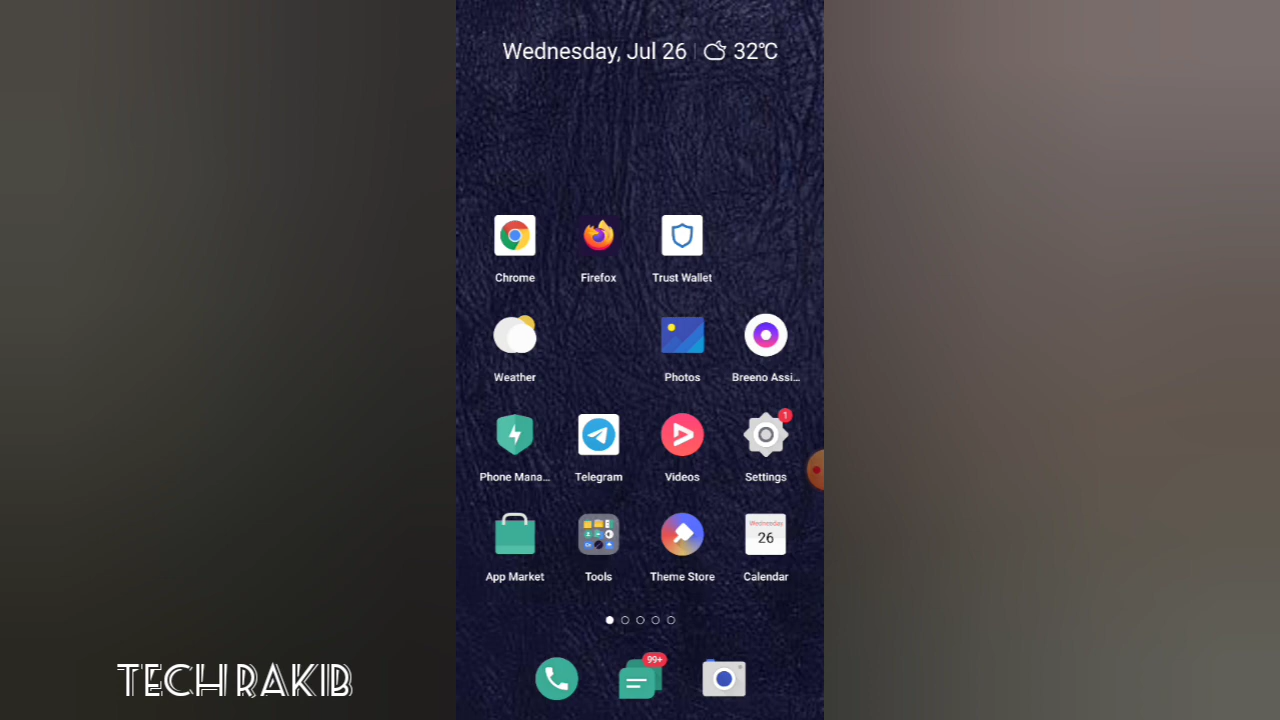 Wednesday, Jul 26 | 32℃
Chrome
Firefox
Trust Wallet
Weather
Photos
Breeno Assi...
1
Phone Mana...
Telegram
Videos
Settings
Wednesday
26
App Market
Tools
Theme Store
Calendar
99+
TECH RAKIB